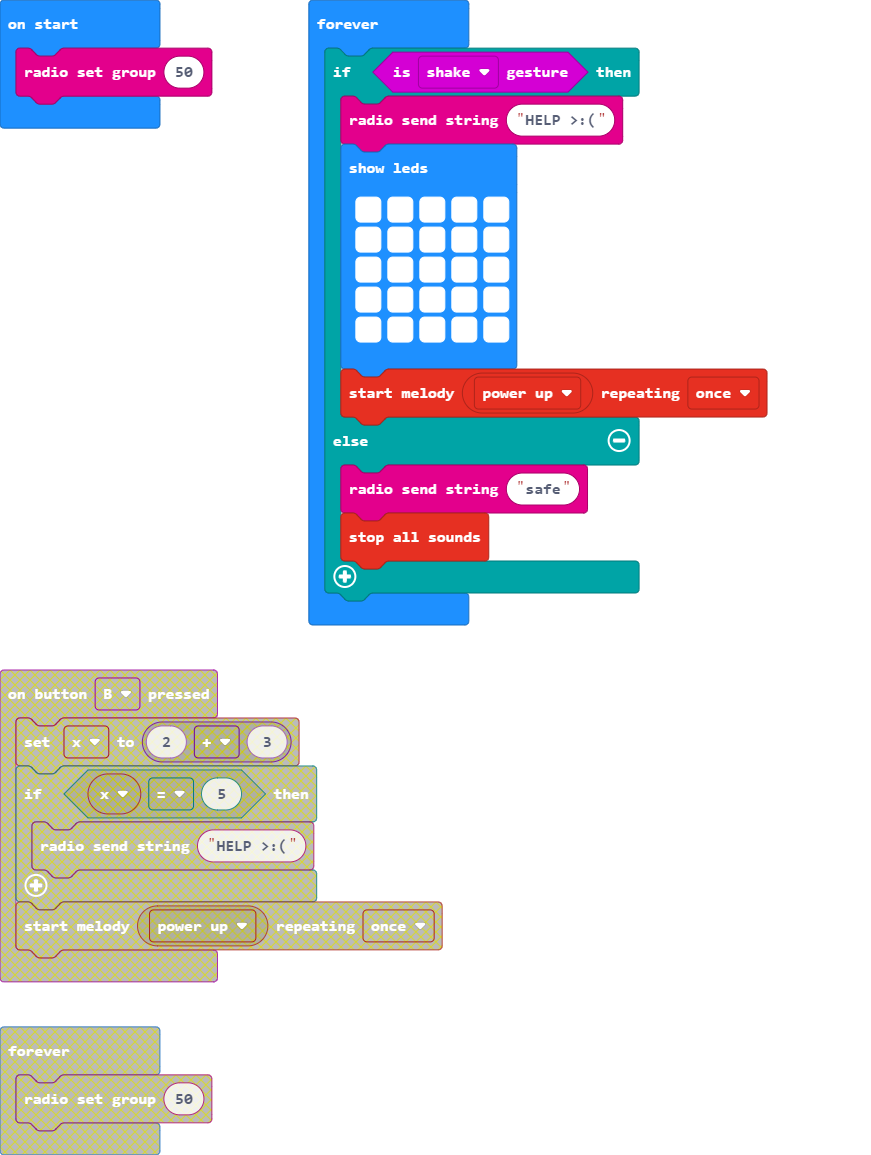 on start
radio set group 50
forever
if is shake gesture then
radio send string "HELP >:("
show leds
start melody power up repeating once
else
radio send string "safe"
stop all sounds
on button B pressed
set x to 2 + 3
if x = 5 then
radio send string "HELP >:("
start melody power up repeating once
forever
radio set group 50